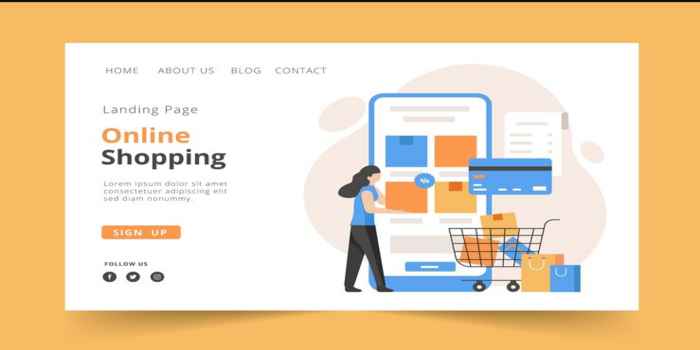 HOME ABOUT US BLOG CONTACT
Landing Page
Online
Shopping
Lorem ipsum dolor sit amet
consectetuer adipiscing elit
sed diam nonummy.
SIGN UP
FOLLOW US
%